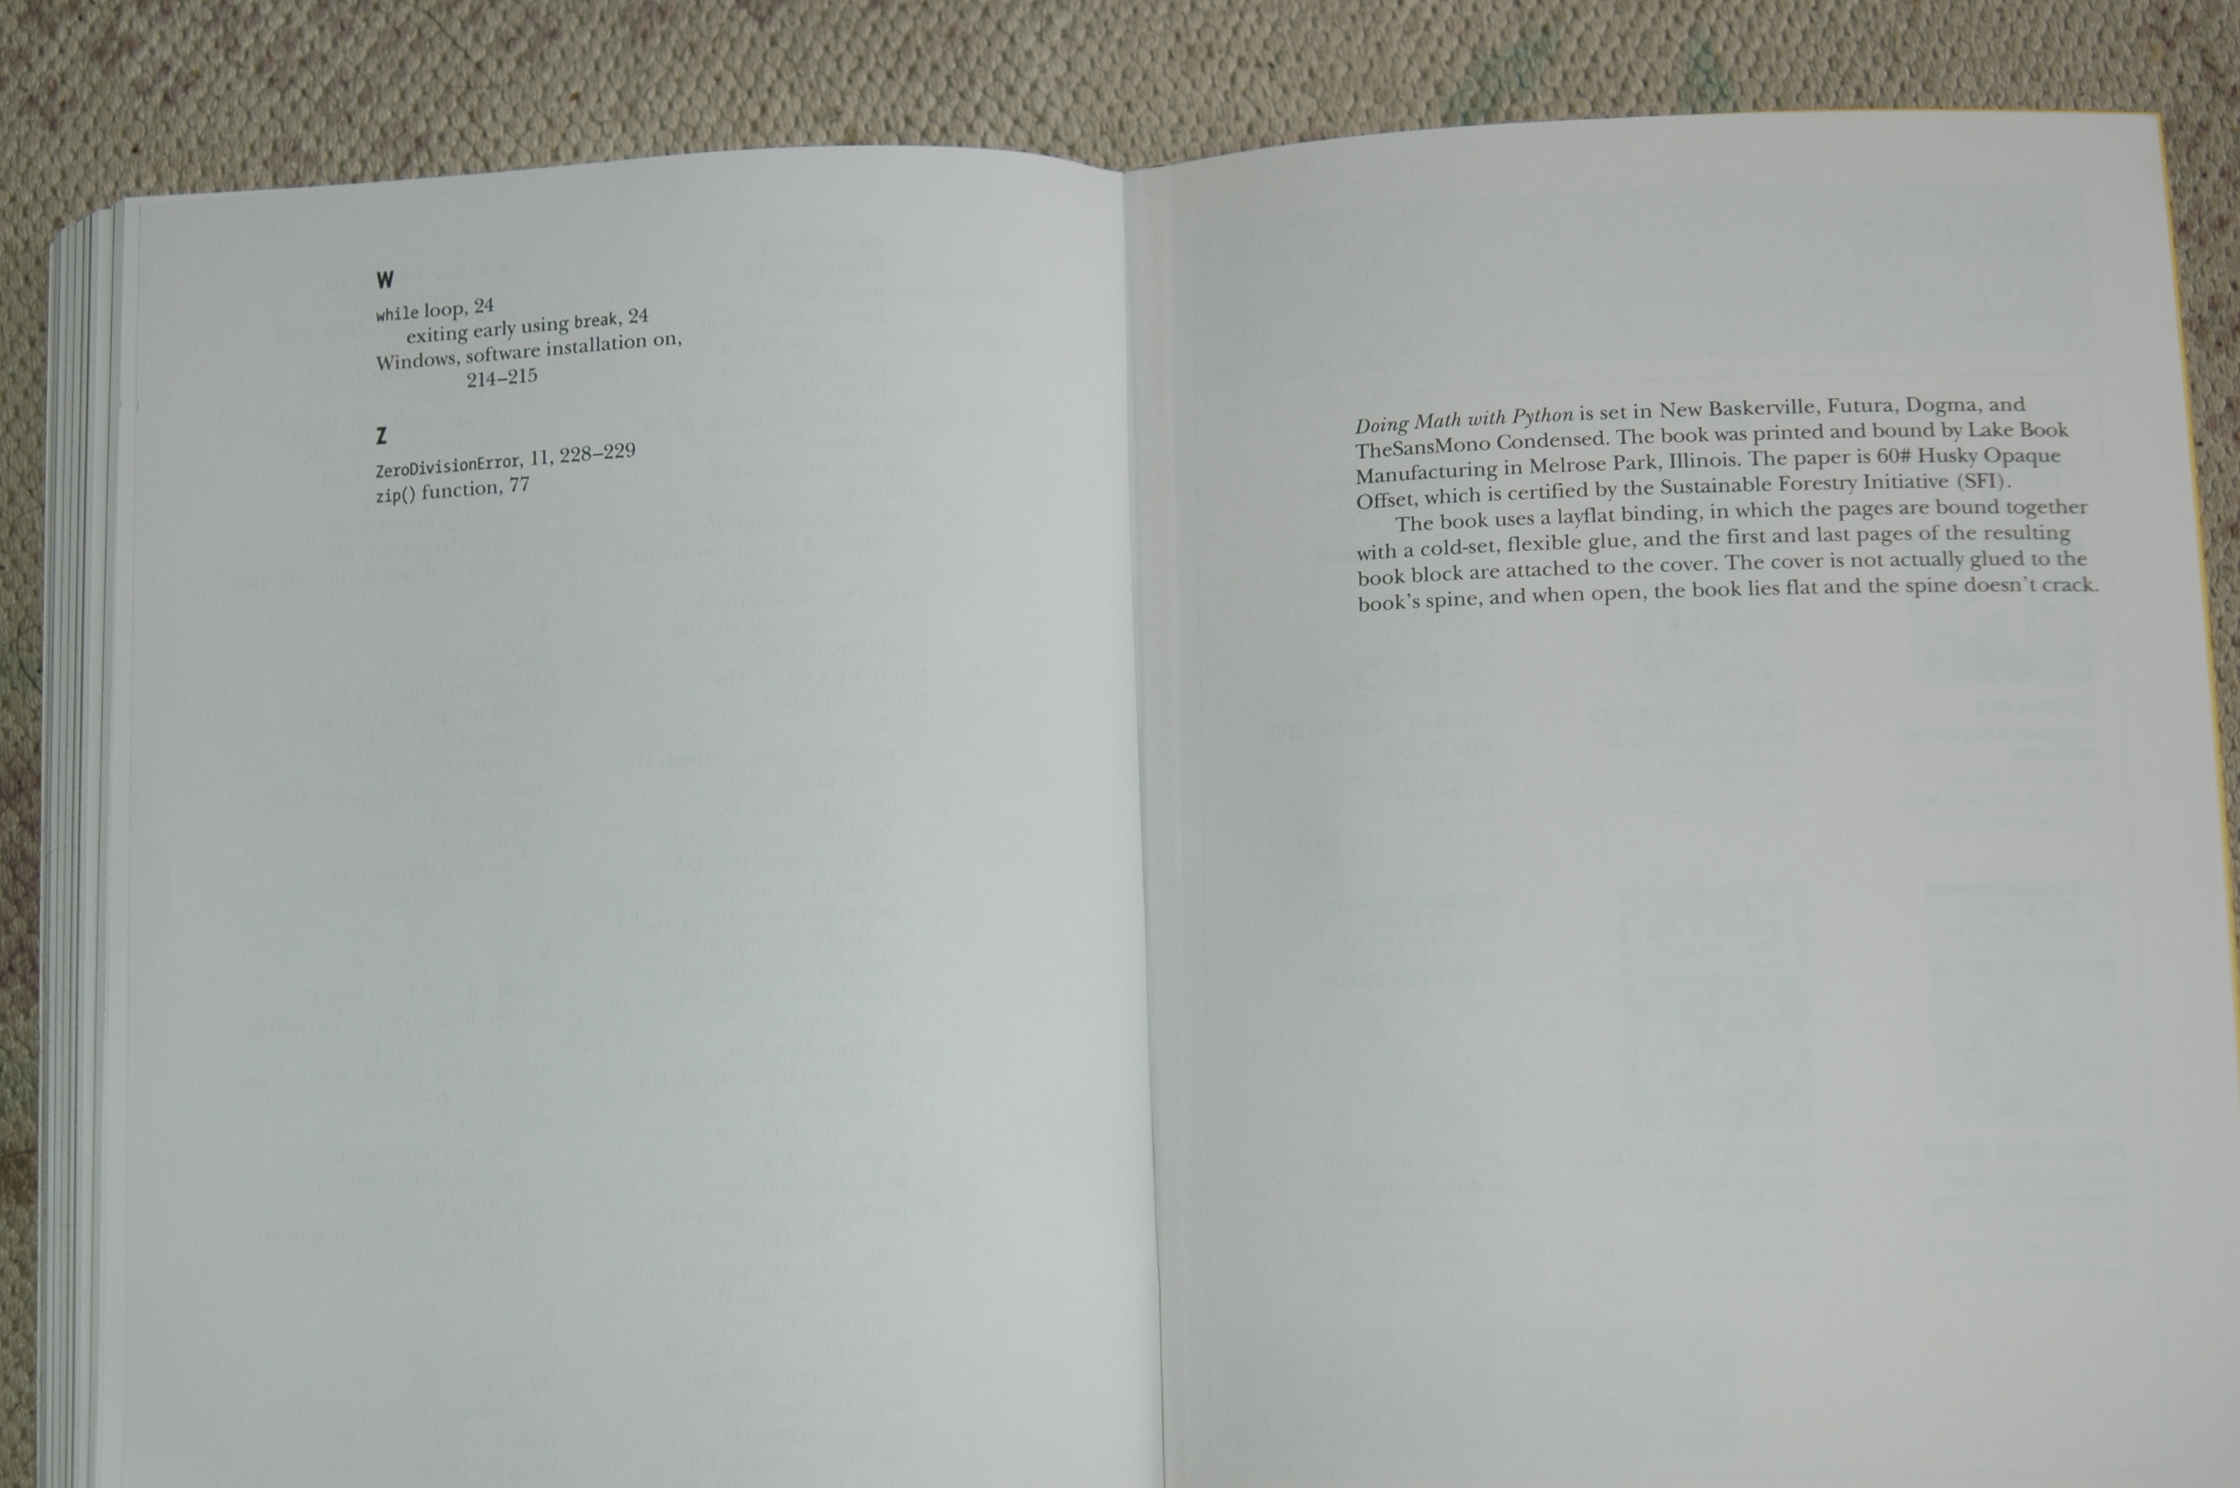 W
while loop, 24
exiting early using break, 24
Windows, software installation on,
214–215
Z
ZeroDivisionError, 11, 228–229
zip() function, 77
Doing Math with Python is set in New Baskerville, Futura, Dogma, and
TheSansMono Condensed. The book was printed and bound by Lake Book
Manufacturing in Melrose Park, Illinois. The paper is 60# Husky Opaque
Offset, which is certified by the Sustainable Forestry Initiative (SFI).
The book uses a layflat binding, in which the pages are bound together
with a cold-set, flexible glue, and the first and last pages of the resulting
book block are attached to the cover. The cover is not actually glued to the
book's spine, and when open, the book lies flat and the spine doesn't crack.